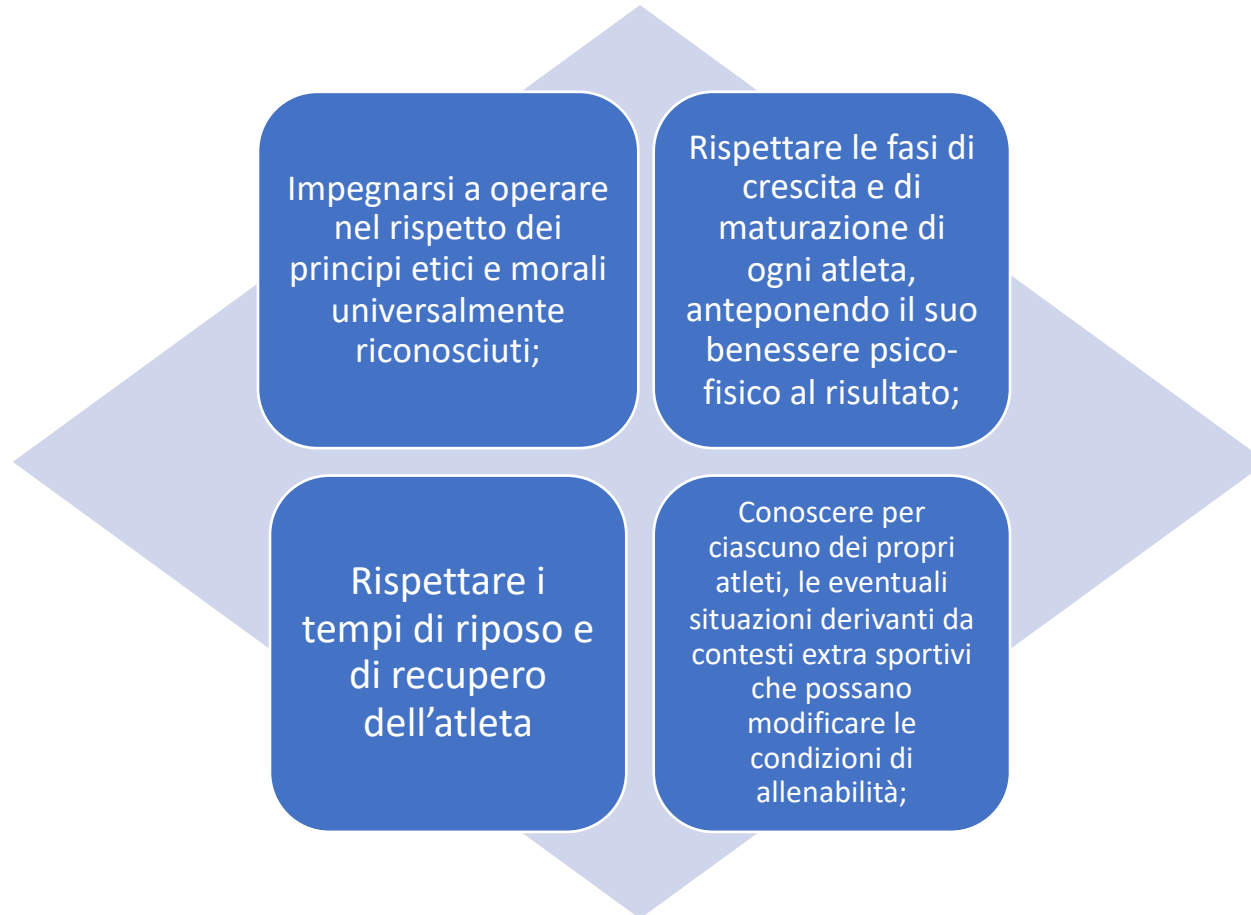 Impegnarsi a operare
nel rispetto dei
principi etici e morali
universalmente
riconosciuti;
Rispettare le fasi di
crescita e di
maturazione di
ogni atleta,
anteponendo il suo
benessere psico-
fisico al risultato;
Rispettare i
tempi di riposo e
di recupero
dell’atleta
Conoscere per
ciascuno dei propri
atleti, le eventuali
situazioni derivanti da
contesti extra sportivi
che possano
modificare le
condizioni di
allenabilità;